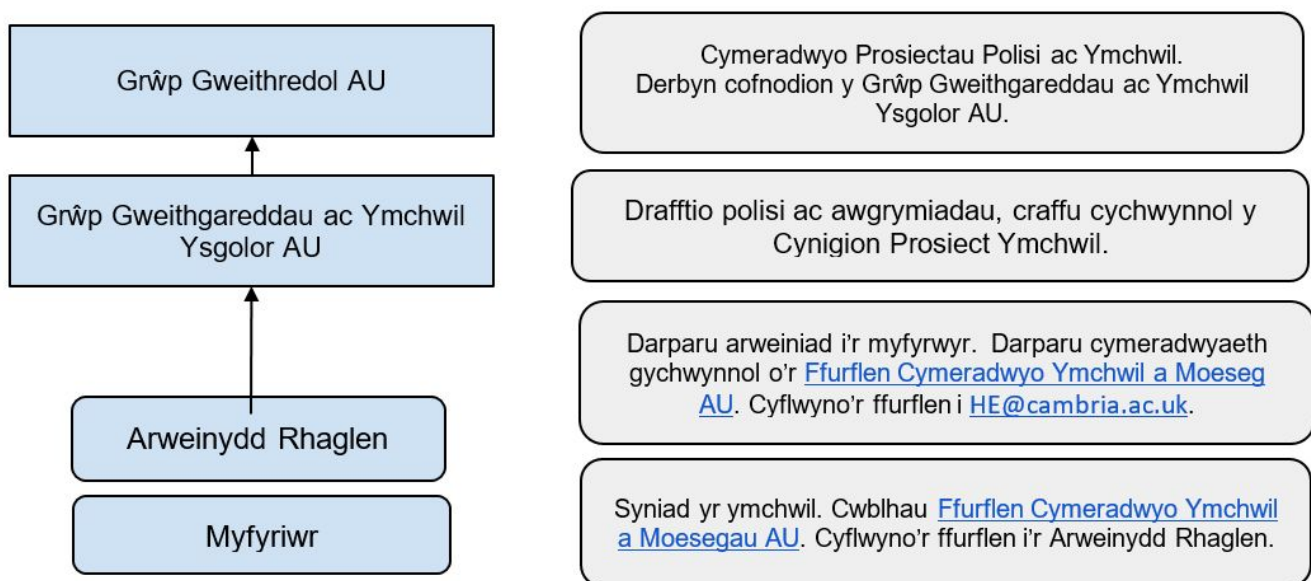 Grŵp Gweithredol AU
Cymeradwyo Prosiectau Polisi ac Ymchwil.
Derbyn cofnodion y Grŵp Gweithgareddau ac Ymchwil
Ysgolor AU.
Grŵp Gweithgareddau ac Ymchwil
Ysgolor AU
Drafftio polisi ac awgrymiadau, craffu cychwynnol y
Cynigion Prosiect Ymchwil.
Arweinydd Rhaglen
Darparu arweiniad i'r myfyrwyr. Darparu cymeradwyaeth
gychwynnol o'r Ffurflen Cymeradwyo Ymchwil a Moeseg
AU. Cyflwyno'r ffurflen i HE@cambria.ac.uk.
Myfyriwr
Syniad yr ymchwil. Cwblhau Ffurflen Cymeradwyo Ymchwil
a Moesegau AU. Cyflwyno'r ffurflen i'r Arweinydd Rhaglen.